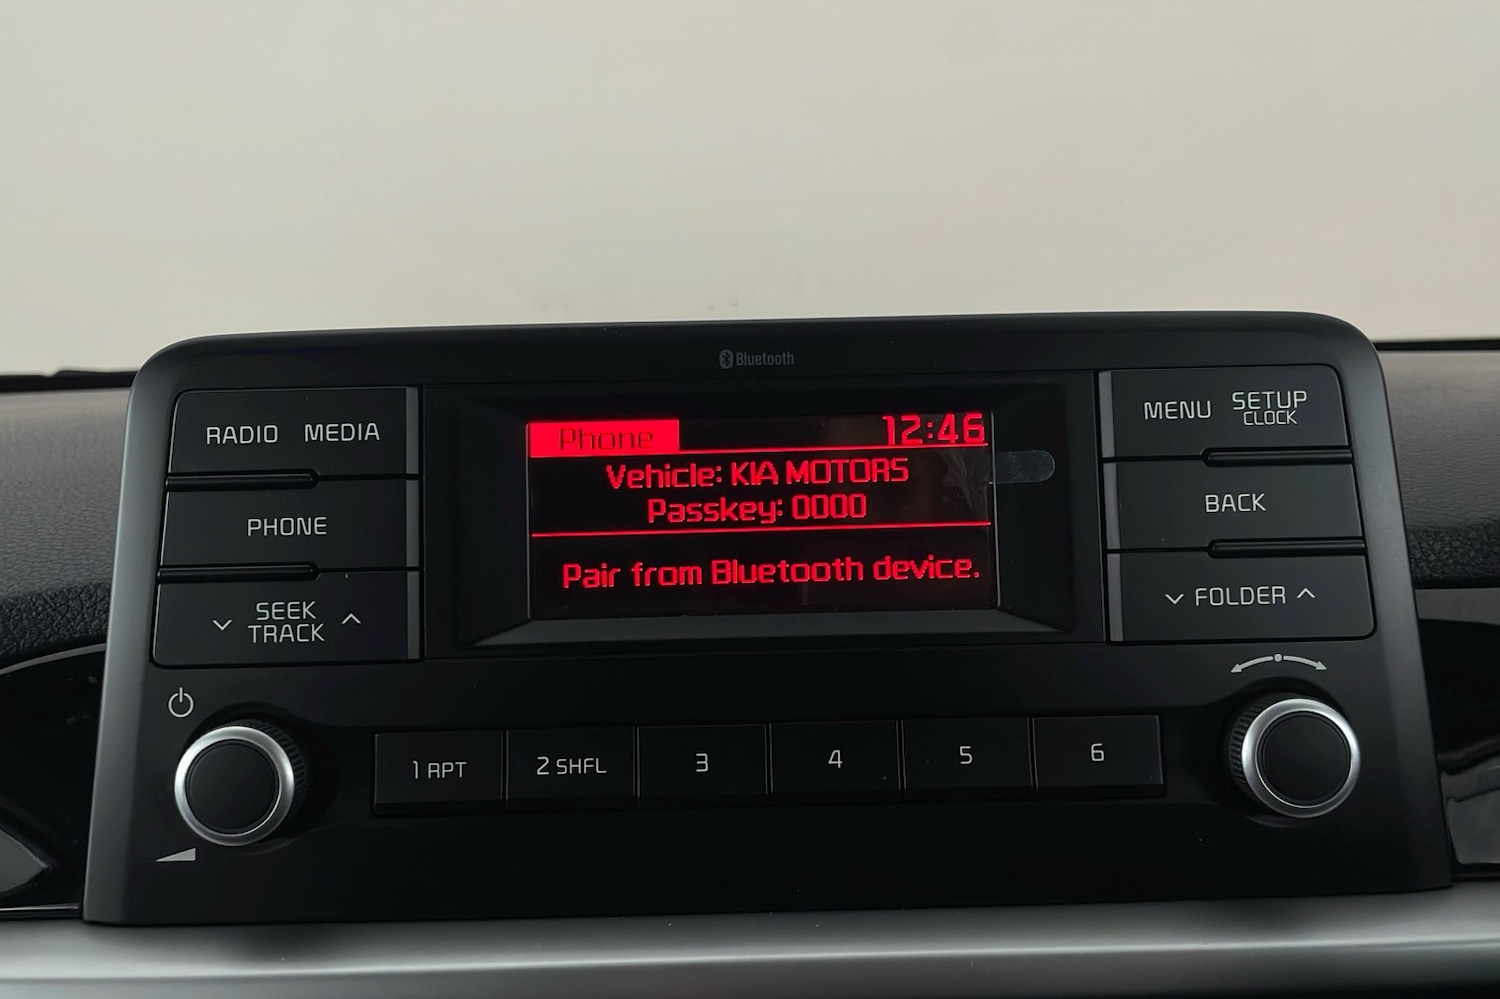 Bluetooth
RADIO MEDIA
PHONE
SEEK
TRACK
Phone 12:46
Vehicle: KIA MOTORS
Passkey: 0000
Pair from Bluetooth device.
MENU SETUP
CLOCK
BACK
FOLDER
1 RPT 2 SHFL 3 4 5 6